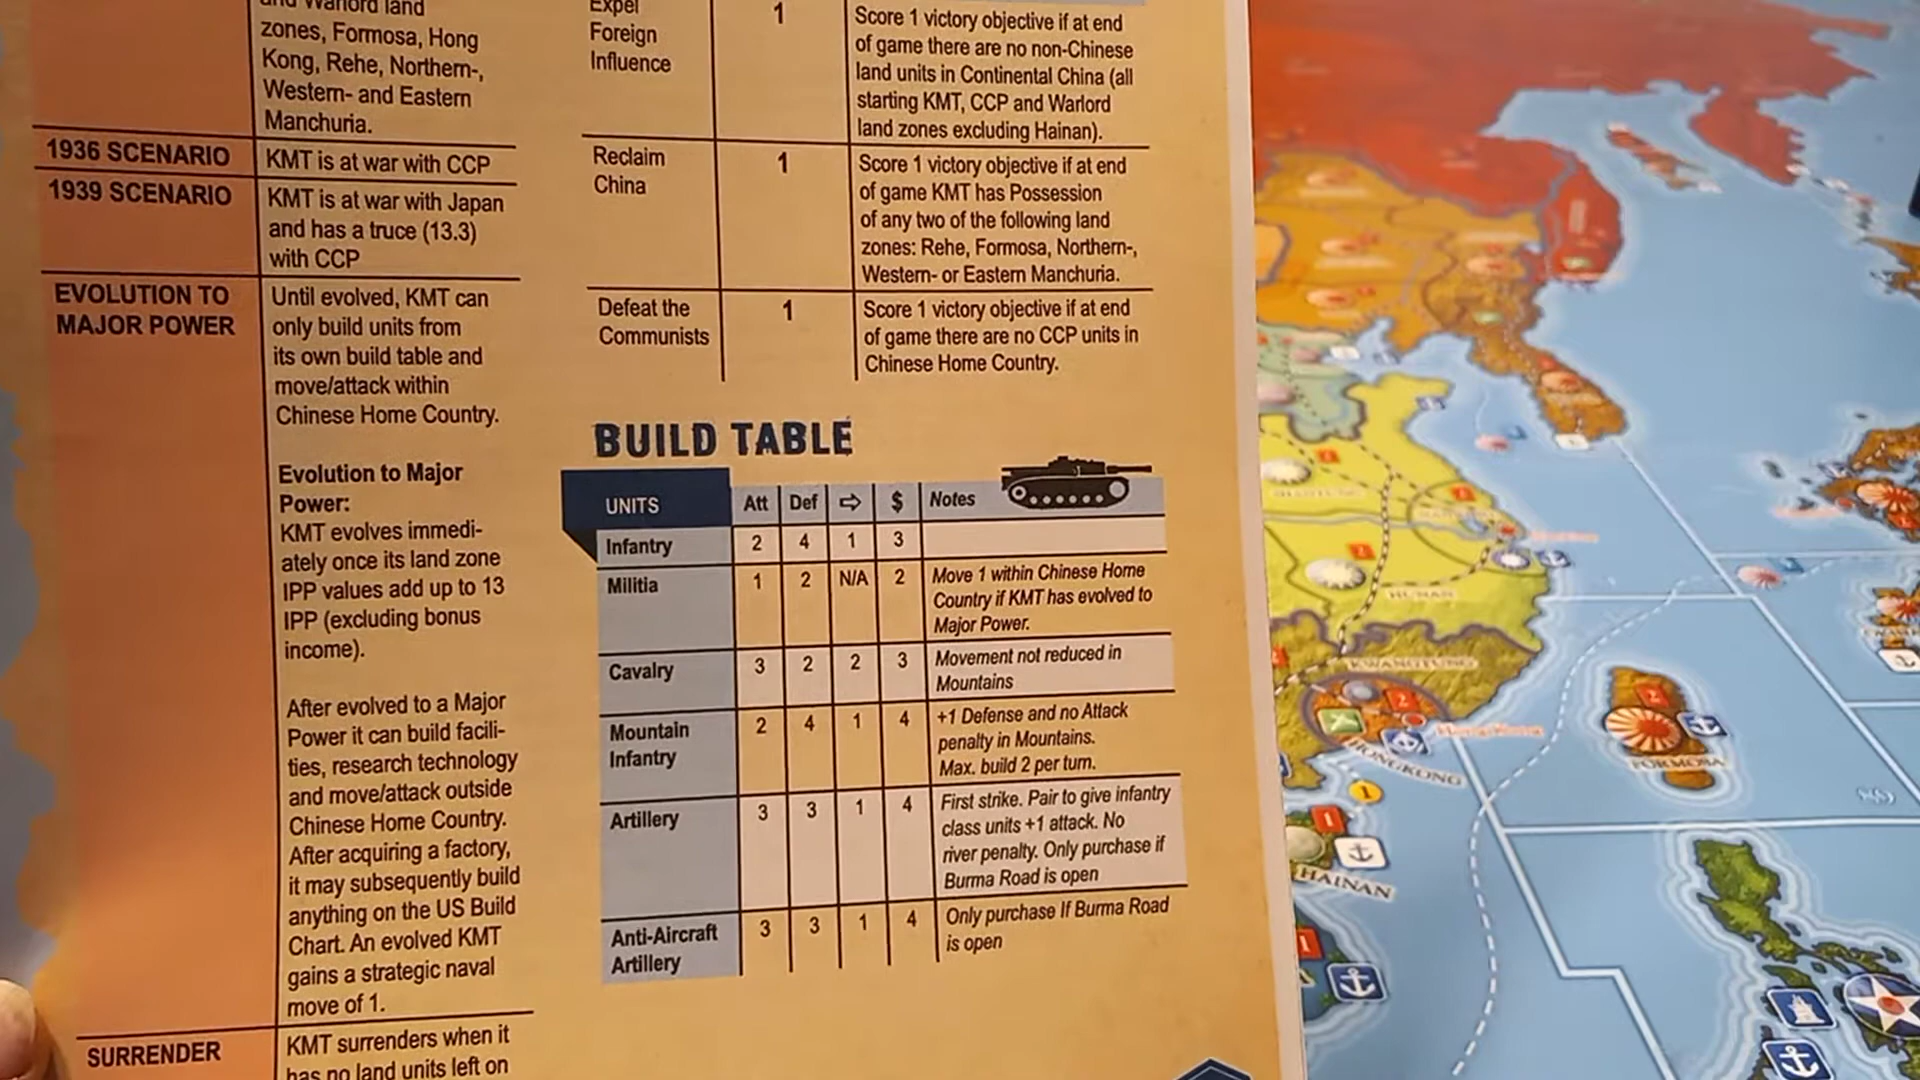 and Warlord land
zones, Formosa, Hong
Kong, Rehe, Northern-,
Western- and Eastern
Manchuria.
1936 SCENARIO
KMT is at war with CCP
1939 SCENARIO
KMT is at war with Japan
and has a truce (13.3)
with CCP
EVOLUTION TO
MAJOR POWER
Until evolved, KMT can
only build units from
its own build table and
move/attack within
Chinese Home Country.
Evolution to Major
Power:
KMT evolves immedi-
ately once its land zone
IPP values add up to 13
IPP (excluding bonus
income).
After evolved to a Major
Power it can build facili-
ties, research technology
and move/attack outside
Chinese Home Country.
After acquiring a factory,
it may subsequently build
anything on the US Build
Chart. An evolved KMT
gains a strategic naval
move of 1.
SURRENDER
KMT surrenders when it
has no land units left on
Expel
Foreign
Influence
1
Score 1 victory objective if at end
of game there are no non-Chinese
land units in Continental China (all
starting KMT, CCP and Warlord
land zones excluding Hainan).
Reclaim
China
1
Score 1 victory objective if at end
of game KMT has Possession
of any two of the following land
zones: Rehe, Formosa, Northern-,
Western- or Eastern Manchuria.
Defeat the
Communists
1
Score 1 victory objective if at end
of game there are no CCP units in
Chinese Home Country.
BUILD TABLE
UNITS Att Def ⇨ $ Notes
Infantry 2 4 1 3
Militia 1 2 N/A 2 Move 1 within Chinese Home
Country if KMT has evolved to
Major Power.
Cavalry 3 2 2 3 Movement not reduced in
Mountains
Mountain
Infantry
2 4 1 4 +1 Defense and no Attack
penalty in Mountains.
Max. build 2 per turn.
Artillery 3 3 1 4 First strike. Pair to give infantry
class units +1 attack. No
river penalty. Only purchase if
Burma Road is open
Anti-Aircraft
Artillery
3 3 1 4 Only purchase If Burma Road
is open
HUNAN
KWANGTUNG
2
HONGKONG
2
FORMOSA
1
1
HAINAN
1